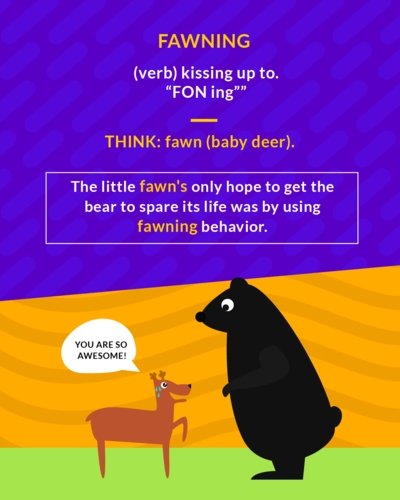 FAWNING
(verb) kissing up to.
“FON ing””
THINK: fawn (baby deer).
The little fawn's only hope to get the
bear to spare its life was by using
fawning behavior.
YOU ARE SO
AWESOME!